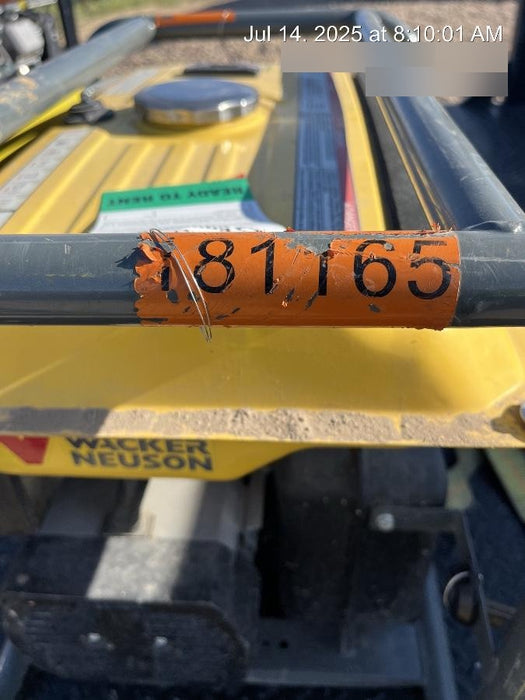 Jul 14. 2025 at 8:10:01 AM
READY TO RENT
181165
WACKER
NEUSON